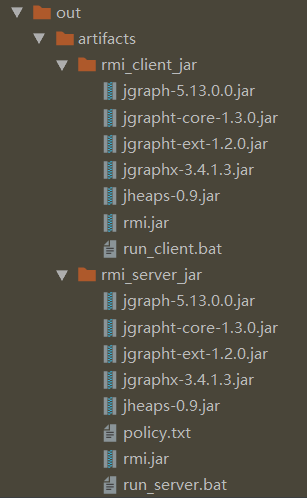 out
artifacts
rmi_client_jar
jgraph-5.13.0.0.jar
jgrapht-core-1.3.0.jar
jgrapht-ext-1.2.0.jar
jgraphx-3.4.1.3.jar
jheaps-0.9.jar
rmi.jar
run_client.bat
rmi_server_jar
jgraph-5.13.0.0.jar
jgrapht-core-1.3.0.jar
jgrapht-ext-1.2.0.jar
jgraphx-3.4.1.3.jar
jheaps-0.9.jar
policy.txt
rmi.jar
run_server.bat